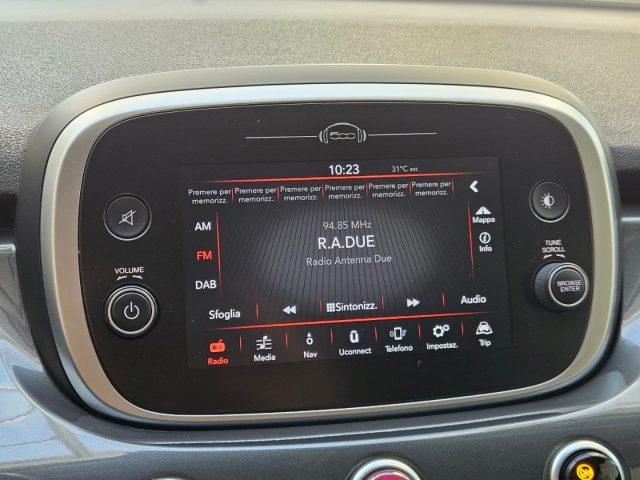 500
10:23 31°C est.
Premere per memorizz. Premere per memorizz. Premere per memorizz. Premere per memorizz. Premere per memorizz. Premere per memorizz.
AM
FM
DAB
94.85 MHz
R.A.DUE
Radio Antenna Due
Mappa
Info
Sfoglia
Sintonizz.
Audio
Radio Media Nav Uconnect Telefono Impostaz. Trip
VOLUME
TUNE
SCROLL
BROWSE
ENTER